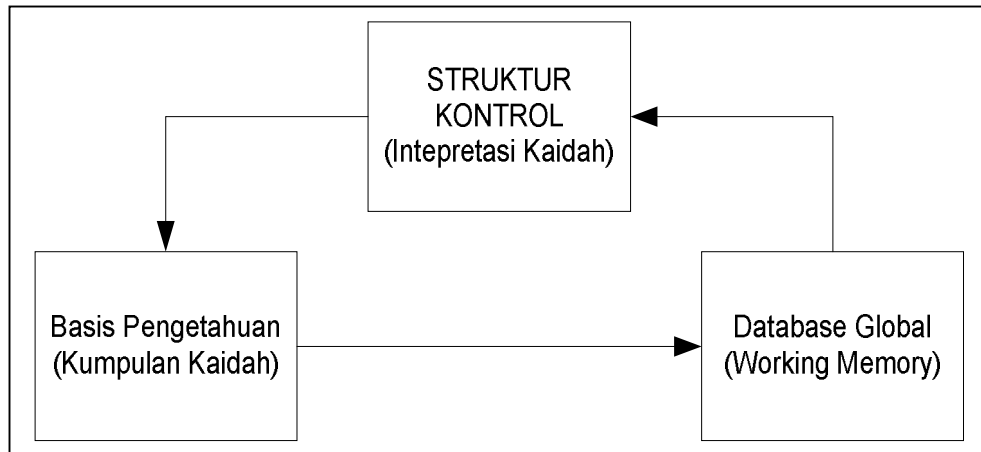 STRUKTUR
KONTROL
(Intepretasi Kaidah)
Basis Pengetahuan
(Kumpulan Kaidah)
Database Global
(Working Memory)